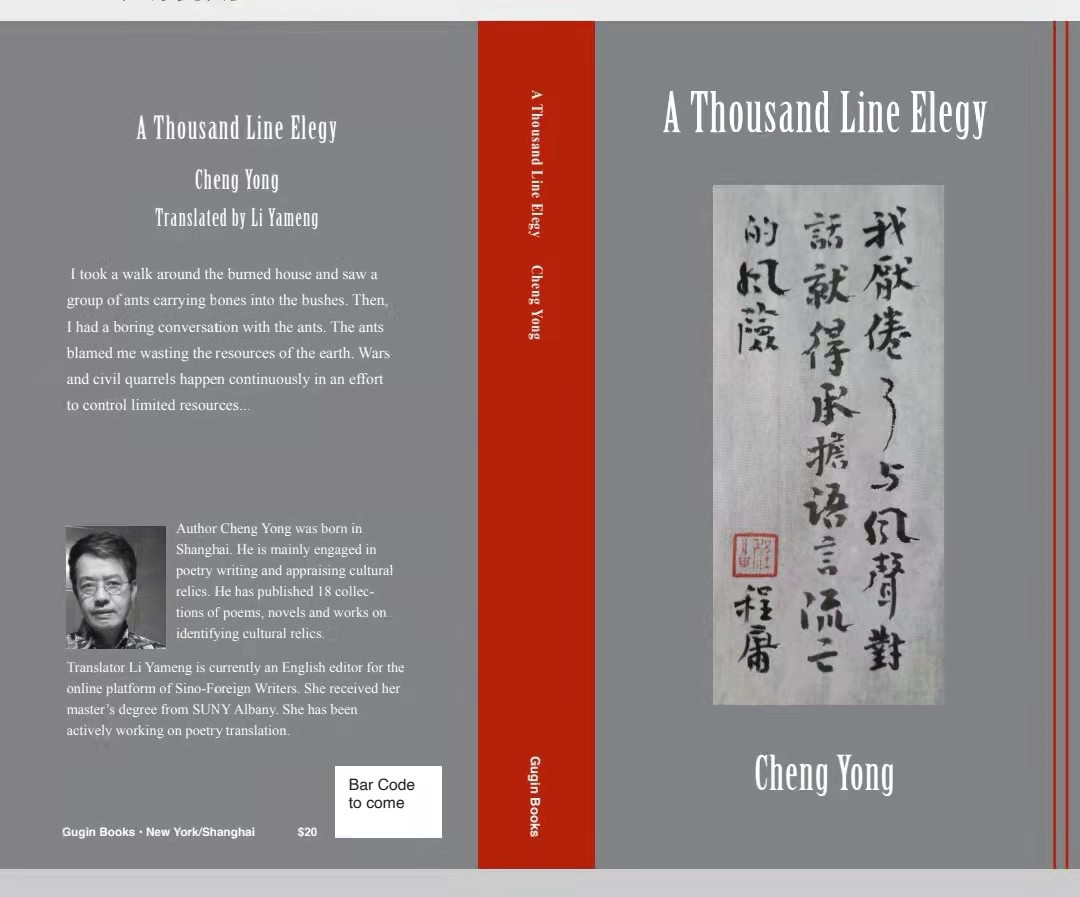 A Thousand Line Elegy
Cheng Yong
Translated by Li Yameng
I took a walk around the burned house and saw a
group of ants carrying bones into the bushes. Then,
I had a boring conversation with the ants. The ants
blamed me wasting the resources of the earth. Wars
and civil quarrels happen continuously in an effort
to control limited resources...
Author Cheng Yong was born in
Shanghai. He is mainly engaged in
poetry writing and appraising cultural
relics. He has published 18 collec-
tions of poems, novels and works on
identifying cultural relics.
Translator Li Yameng is currently an English editor for the
online platform of Sino-Foreign Writers. She received her
master’s degree from SUNY Albany. She has been
actively working on poetry translation.
Bar Code
to come
Gugin Books · New York/Shanghai $20
A Thousand Line Elegy Cheng Yong
Gugin Books
A Thousand Line Elegy
我厭倦了与風聲對
話就得承擔语言流亡
的風險
程庸
Cheng Yong